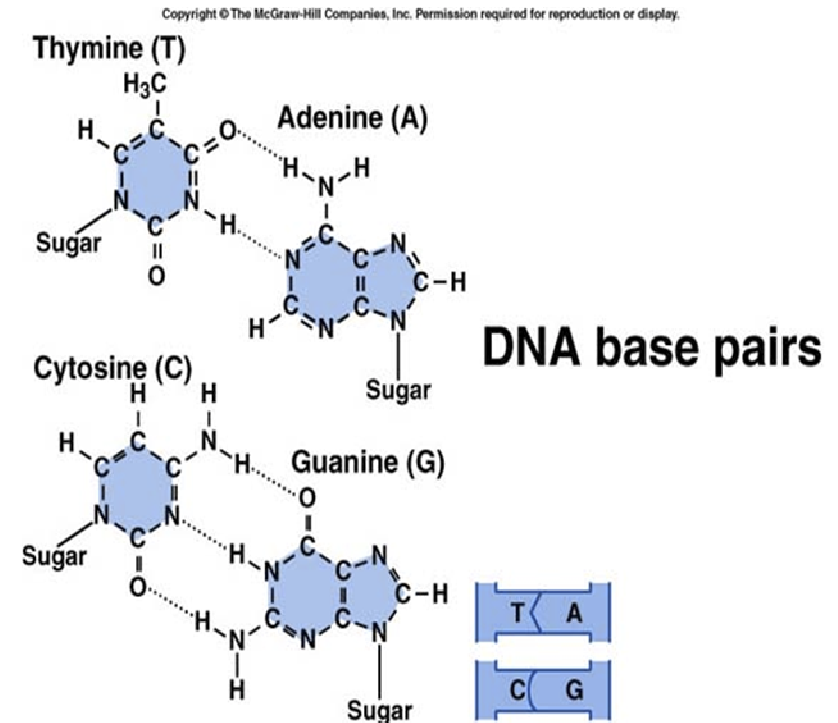 Copyright © The McGraw-Hill Companies, Inc. Permission required for reproduction or display.
Thymine (T)
H₃C
H
C
O
Adenine (A)
C
C
H
H
N
N
N
H
C
Sugar
O
C
N
N
C
C-H
C
C
N
N
H
DNA base pairs
Sugar
Cytosine (C)
H
H
H
C
N
C
C
H
Guanine (G)
O
N
N
C
Sugar
H
C
N
N
C
O
C-H
H
C
C
N
N
N
H
Sugar
T
A
C
G